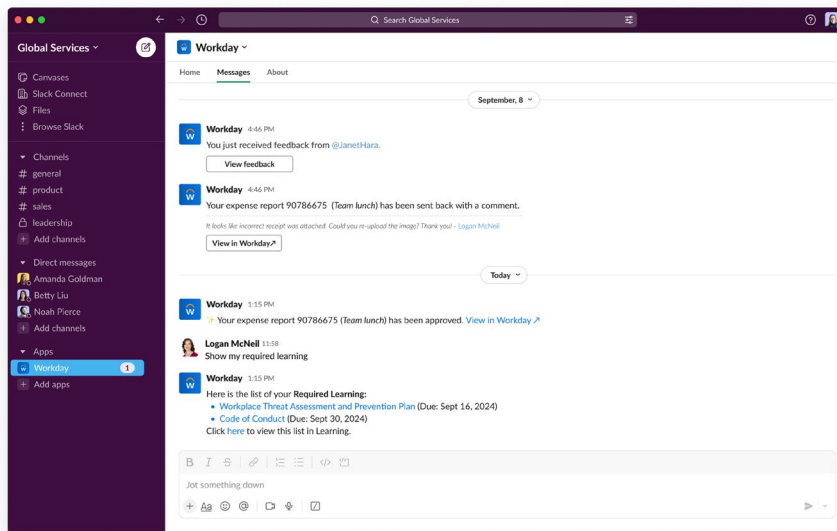 Search Global Services
Global Services
Canvases
Slack Connect
Files
Browse Slack
Channels
# general
# product
# sales
leadership
+ Add channels
Direct messages
Amanda Goldman
Betty Liu
Noah Pierce
+ Add channels
Apps
Workday 1
+ Add apps
Workday
Home Messages About
September, 8
Workday 4:46 PM
You just received feedback from @JanetHara.
View feedback
Workday 4:46 PM
Your expense report 90786675 (Team lunch) has been sent back with a comment.
It looks like incorrect receipt was attached. Could you re-upload the image? Thank you! - Logan McNeil
View in Workday↗
Today
Workday 1:15 PM
✨ Your expense report 90786675 (Team lunch) has been approved. View in Workday ↗
Logan McNeil 11:58
Show my required learning
Workday 1:15 PM
Here is the list of your Required Learning:
• Workplace Threat Assessment and Prevention Plan (Due: Sept 16, 2024)
• Code of Conduct (Due: Sept 30, 2024)
Click here to view this list in Learning.
B I S
Jot something down
+ Aa @